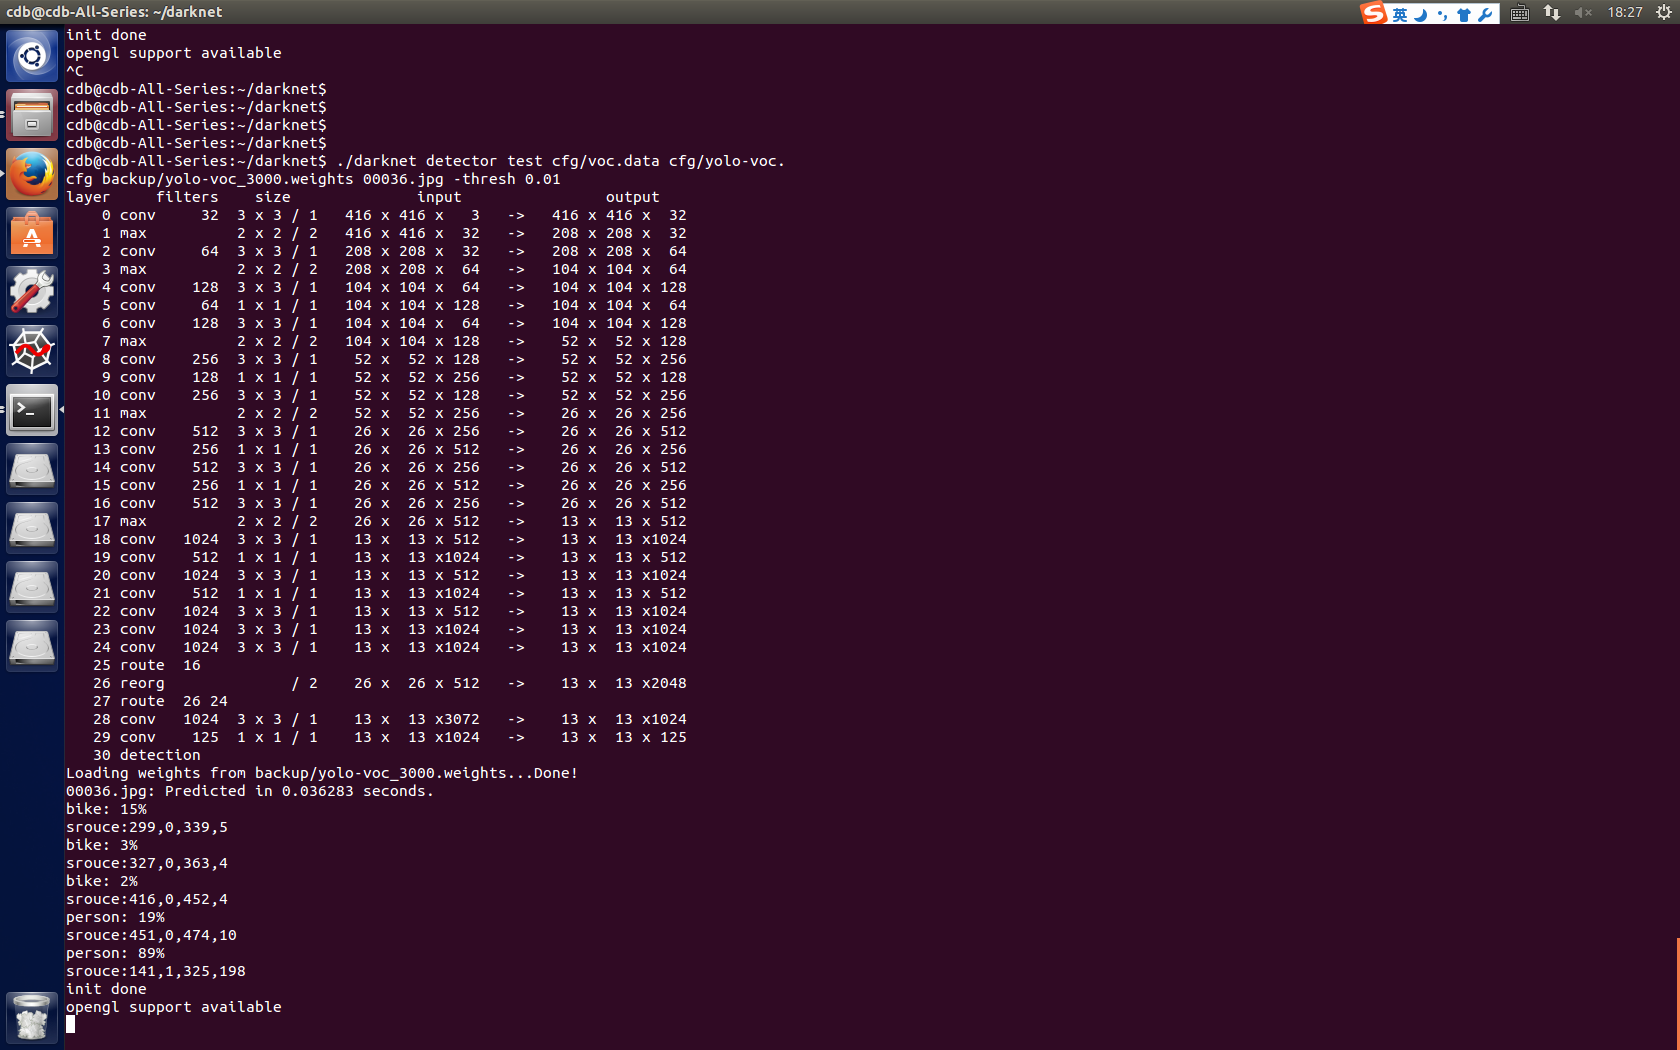 cdb@cdb-All-Series: ~/darknet
英
18:27
init done
opengl support available
^C
cdb@cdb-All-Series:~/darknet$
cdb@cdb-All-Series:~/darknet$
cdb@cdb-All-Series:~/darknet$
cdb@cdb-All-Series:~/darknet$
cdb@cdb-All-Series:~/darknet$ ./darknet detector test cfg/voc.data cfg/yolo-voc.
cfg backup/yolo-voc_3000.weights 00036.jpg -thresh 0.01
layer     filters    size              input                output
    0 conv     32  3 x 3 / 1   416 x 416 x   3   ->   416 x 416 x  32
    1 max          2 x 2 / 2   416 x 416 x  32   ->   208 x 208 x  32
    2 conv     64  3 x 3 / 1   208 x 208 x  32   ->   208 x 208 x  64
    3 max          2 x 2 / 2   208 x 208 x  64   ->   104 x 104 x  64
    4 conv    128  3 x 3 / 1   104 x 104 x  64   ->   104 x 104 x 128
    5 conv     64  1 x 1 / 1   104 x 104 x 128   ->   104 x 104 x  64
    6 conv    128  3 x 3 / 1   104 x 104 x  64   ->   104 x 104 x 128
    7 max          2 x 2 / 2   104 x 104 x 128   ->    52 x  52 x 128
    8 conv    256  3 x 3 / 1    52 x  52 x 128   ->    52 x  52 x 256
    9 conv    128  1 x 1 / 1    52 x  52 x 256   ->    52 x  52 x 128
   10 conv    256  3 x 3 / 1    52 x  52 x 128   ->    52 x  52 x 256
   11 max          2 x 2 / 2    52 x  52 x 256   ->    26 x  26 x 256
   12 conv    512  3 x 3 / 1    26 x  26 x 256   ->    26 x  26 x 512
   13 conv    256  1 x 1 / 1    26 x  26 x 512   ->    26 x  26 x 256
   14 conv    512  3 x 3 / 1    26 x  26 x 256   ->    26 x  26 x 512
   15 conv    256  1 x 1 / 1    26 x  26 x 512   ->    26 x  26 x 256
   16 conv    512  3 x 3 / 1    26 x  26 x 256   ->    26 x  26 x 512
   17 max          2 x 2 / 2    26 x  26 x 512   ->    13 x  13 x 512
   18 conv   1024  3 x 3 / 1    13 x  13 x 512   ->    13 x  13 x1024
   19 conv    512  1 x 1 / 1    13 x  13 x1024   ->    13 x  13 x 512
   20 conv   1024  3 x 3 / 1    13 x  13 x 512   ->    13 x  13 x1024
   21 conv    512  1 x 1 / 1    13 x  13 x1024   ->    13 x  13 x 512
   22 conv   1024  3 x 3 / 1    13 x  13 x 512   ->    13 x  13 x1024
   23 conv   1024  3 x 3 / 1    13 x  13 x1024   ->    13 x  13 x1024
   24 conv   1024  3 x 3 / 1    13 x  13 x1024   ->    13 x  13 x1024
   25 route  16
   26 reorg              / 2    26 x  26 x 512   ->    13 x  13 x2048
   27 route  26 24
   28 conv   1024  3 x 3 / 1    13 x  13 x3072   ->    13 x  13 x1024
   29 conv    125  1 x 1 / 1    13 x  13 x1024   ->    13 x  13 x 125
   30 detection
Loading weights from backup/yolo-voc_3000.weights...Done!
00036.jpg: Predicted in 0.036283 seconds.
bike: 15%
srouce:299,0,339,5
bike: 3%
srouce:327,0,363,4
bike: 2%
srouce:416,0,452,4
person: 19%
srouce:451,0,474,10
person: 89%
srouce:141,1,325,198
init done
opengl support available